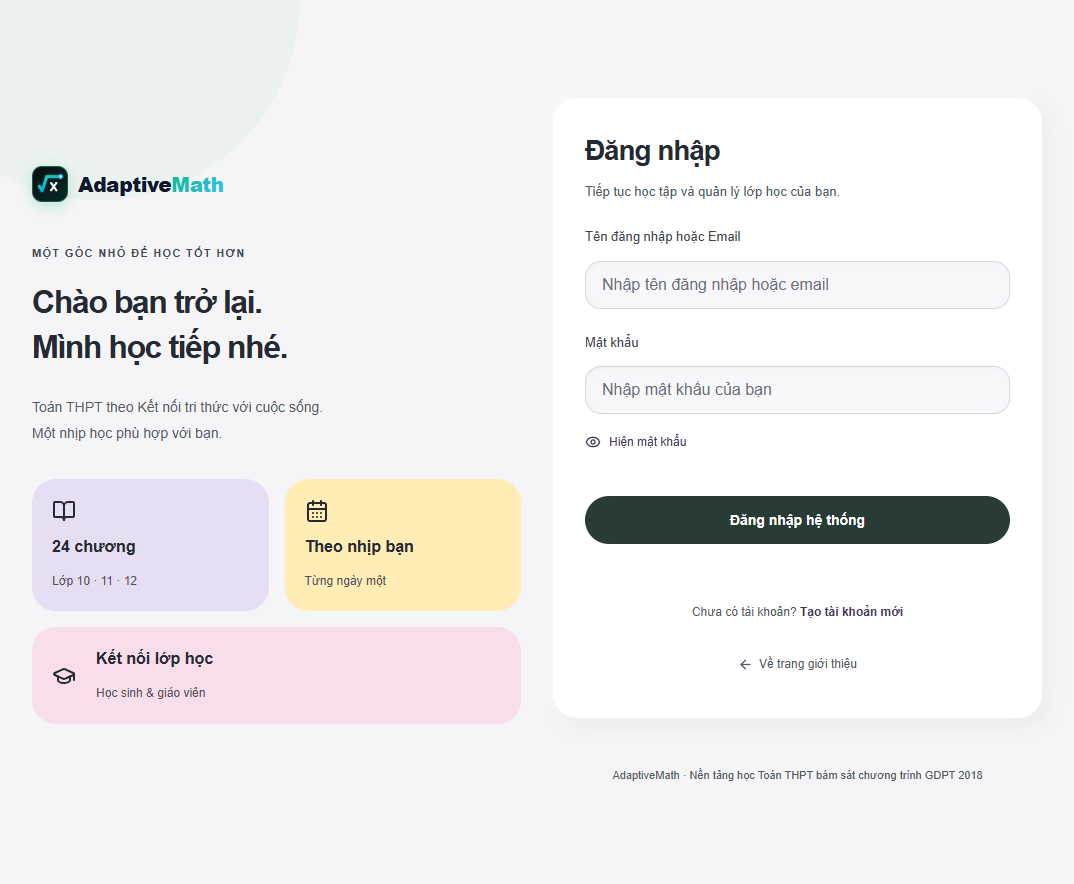 AdaptiveMath
MỘT GÓC NHỎ ĐỂ HỌC TỐT HƠN
Chào bạn trở lại.
Mình học tiếp nhé.
Toán THPT theo Kết nối tri thức với cuộc sống.
Một nhịp học phù hợp với bạn.
24 chương
Lớp 10 · 11 · 12
Theo nhịp bạn
Từng ngày một
Kết nối lớp học
Học sinh & giáo viên
Đăng nhập
Tiếp tục học tập và quản lý lớp học của bạn.
Tên đăng nhập hoặc Email
Nhập tên đăng nhập hoặc email
Mật khẩu
Nhập mật khẩu của bạn
Hiện mật khẩu
Đăng nhập hệ thống
Chưa có tài khoản? Tạo tài khoản mới
Về trang giới thiệu
AdaptiveMath · Nền tảng học Toán THPT bám sát chương trình GDPT 2018